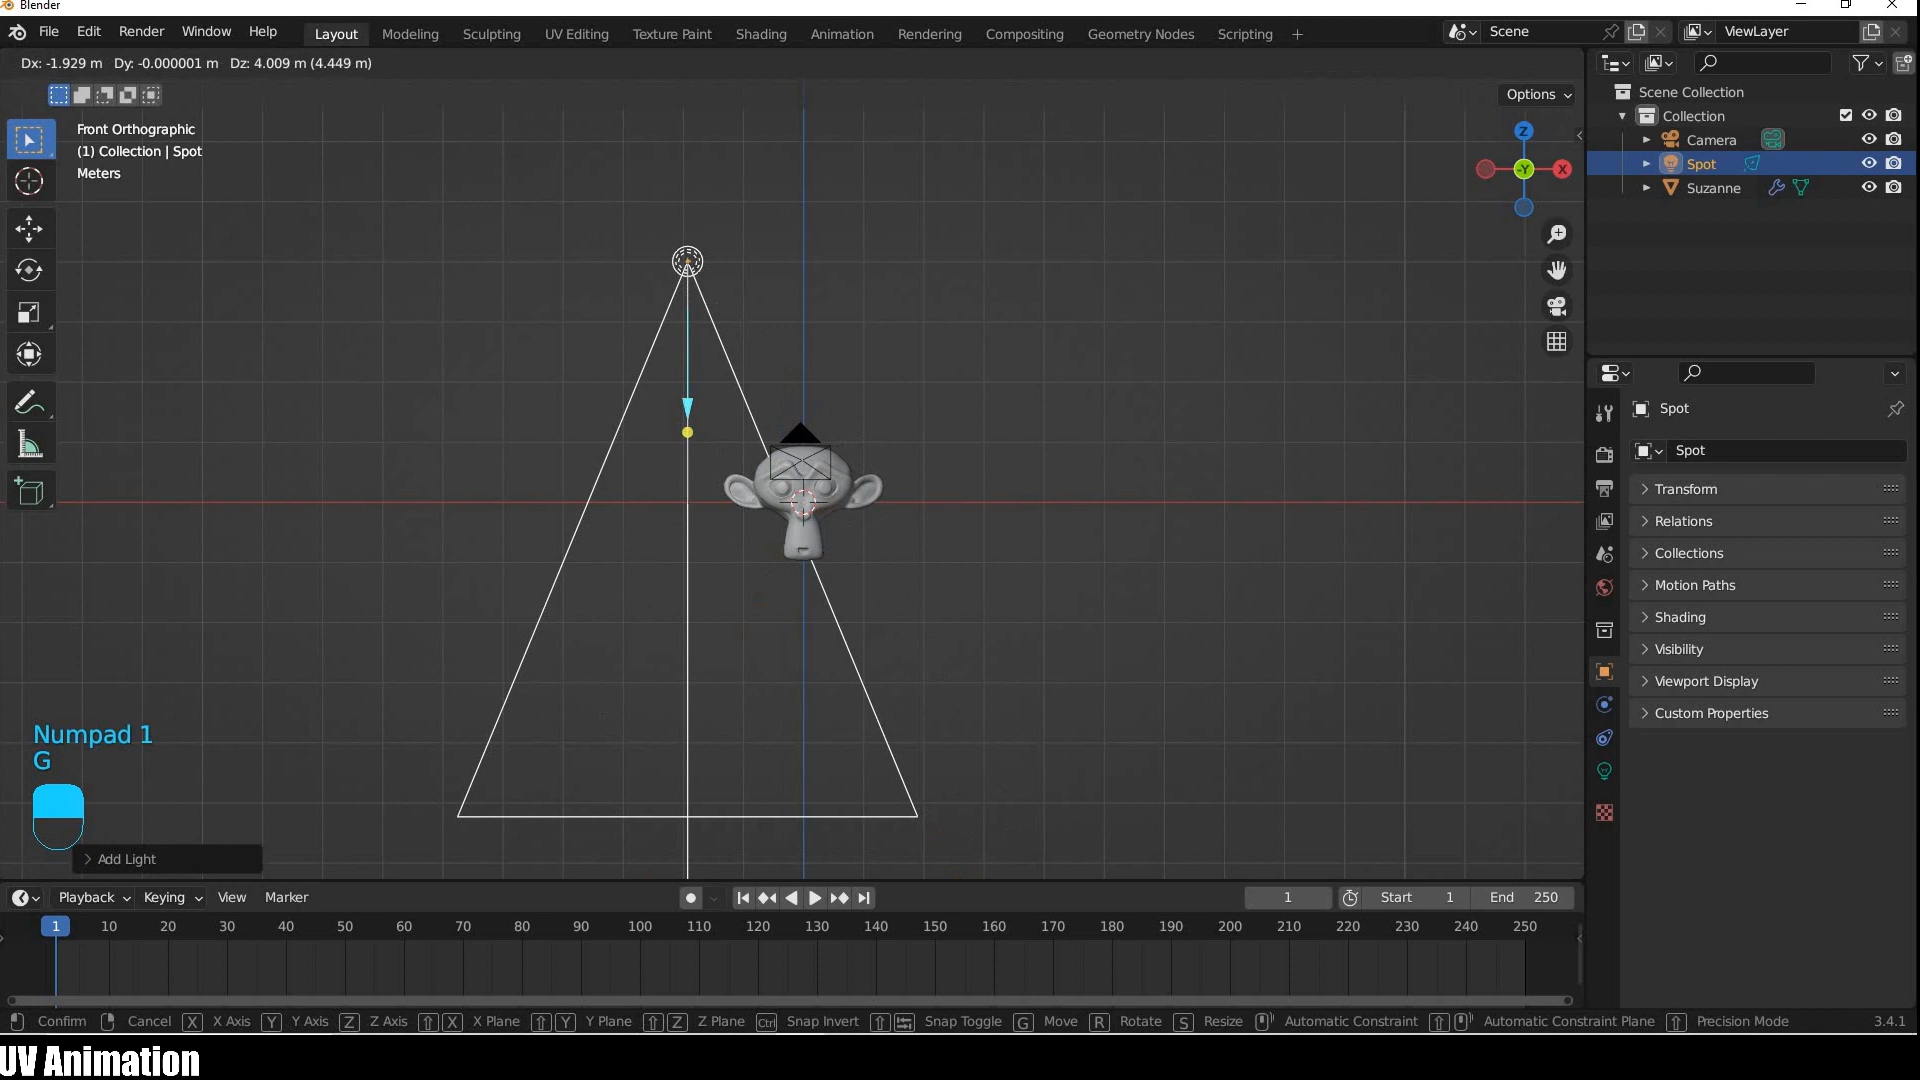 Blender
File Edit Render Window Help Layout Modeling Sculpting UV Editing Texture Paint Shading Animation Rendering Compositing Geometry Nodes Scripting + Scene ViewLayer
Dx: -1.929 m Dy: -0.000001 m Dz: 4.009 m (4.449 m)
Options
Front Orthographic
(1) Collection | Spot
Meters
Z
-Y
X
Scene Collection
Collection
Camera
Spot
Suzanne
Spot
Spot
Transform
Relations
Collections
Motion Paths
Shading
Visibility
Viewport Display
Custom Properties
Numpad 1
G
Add Light
Playback Keying View Marker 1 Start 1 End 250
1 10 20 30 40 50 60 70 80 90 100 110 120 130 140 150 160 170 180 190 200 210 220 230 240 250
Confirm Cancel X X Axis Y Y Axis Z Z Axis X X Plane Y Y Plane Z Z Plane Ctrl Snap Invert Snap Toggle G Move R Rotate S Resize Automatic Constraint Automatic Constraint Plane Precision Mode 3.4.1
UV Animation